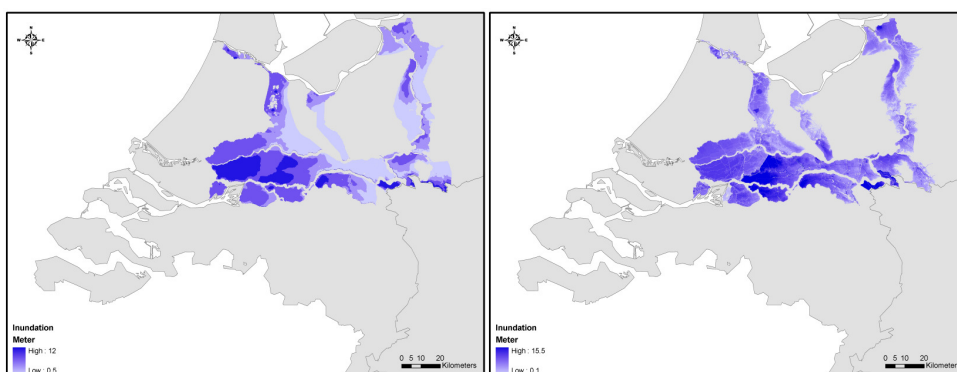 N
W E
S
Inundation
Meter
High : 12
Low : 0.5
0 5 10 20
Kilometers
N
W E
S
Inundation
Meter
High : 15.5
Low : 0.1
0 5 10 20
Kilometers